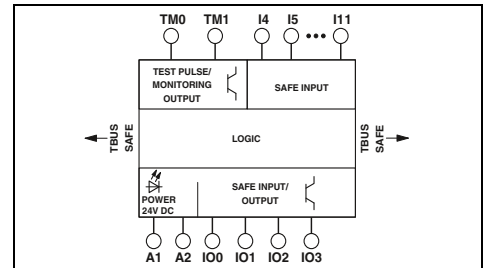 TM0 TM1 I4 I5 I11
TEST PULSE/
MONITORING
OUTPUT
SAFE INPUT
TBUS
SAFE
LOGIC
TBUS
SAFE
POWER
24V DC
SAFE INPUT/
OUTPUT
A1 A2 IO0 IO1 IO2 IO3